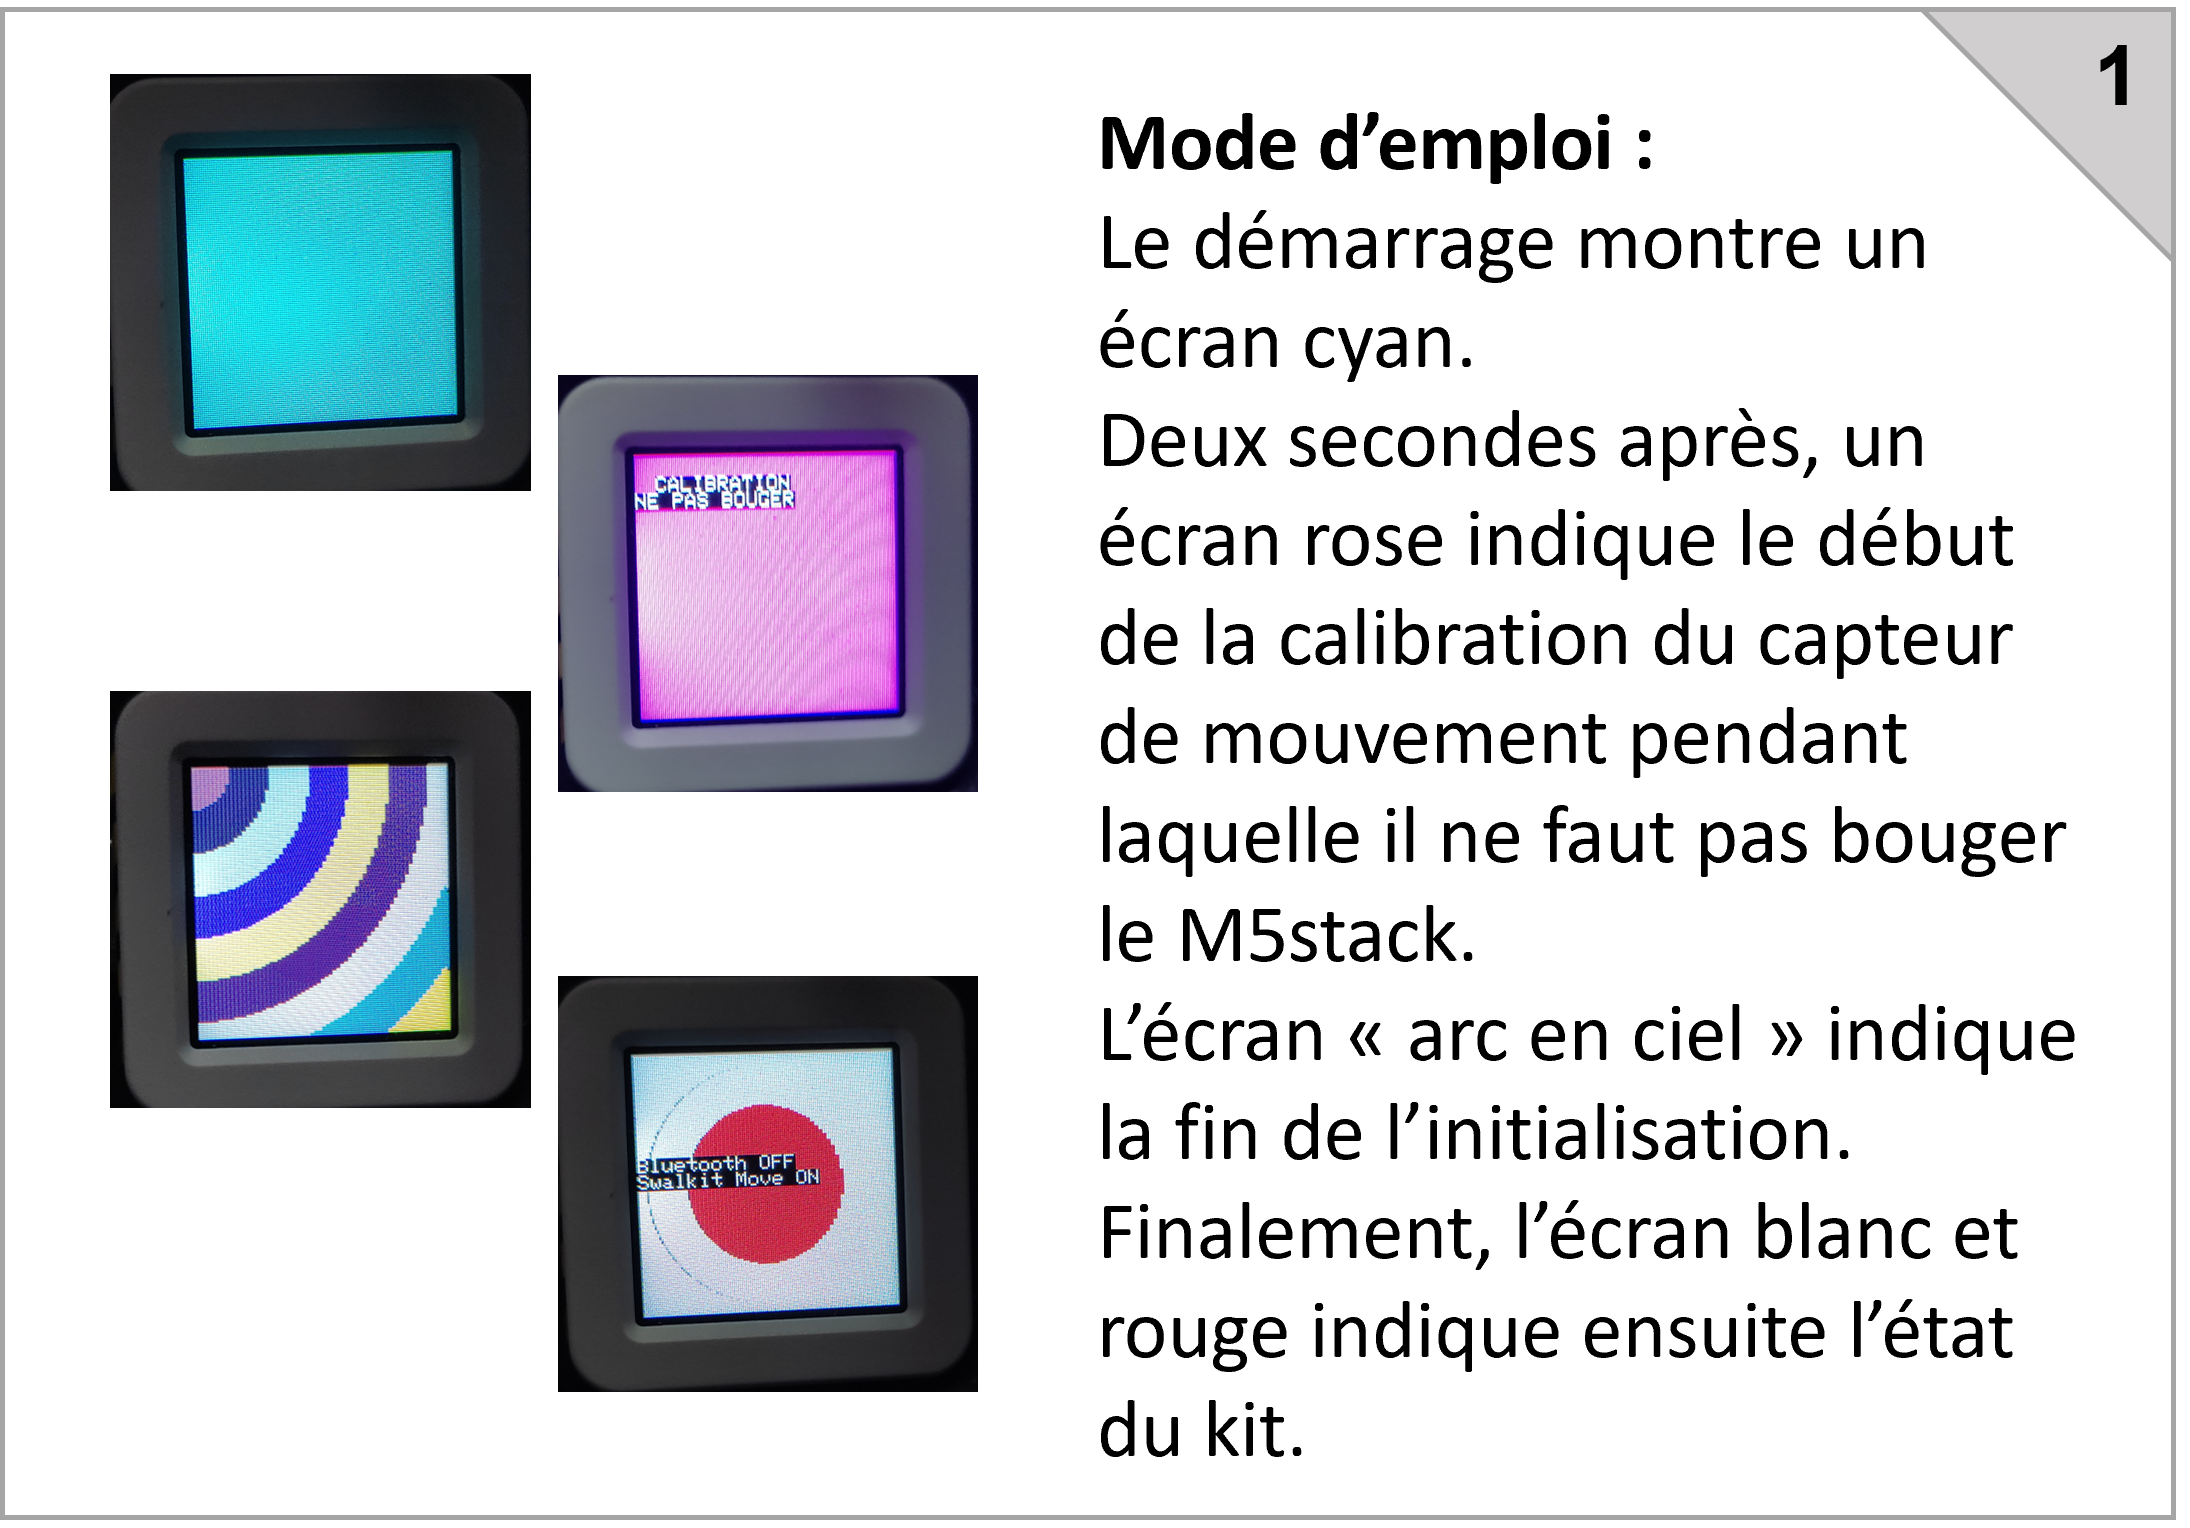 1
Mode d’emploi :
Le démarrage montre un
écran cyan.
Deux secondes après, un
écran rose indique le début
de la calibration du capteur
de mouvement pendant
laquelle il ne faut pas bouger
le M5stack.
L’écran « arc en ciel » indique
la fin de l’initialisation.
Finalement, l’écran blanc et
rouge indique ensuite l’état
du kit.
CALIBRATION
NE PAS BOUGER
Bluetooth OFF
Swalkit Move ON